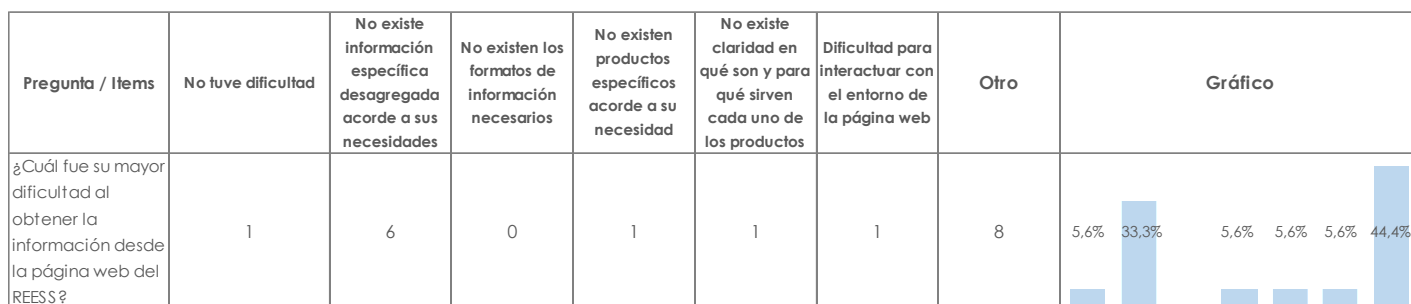 Pregunta / Items
No tuve dificultad
No existe
información
específica
desagregada
acorde a sus
necesidades
No existen los
formatos de
información
necesarios
No existen
productos
específicos
acorde a su
necesidad
No existe
claridad en
qué son y para
qué sirven
cada uno de
los productos
Dificultad para
interactuar con
el entorno de
la página web
Otro
Gráfico
¿Cuál fue su mayor
dificultad al
obtener la
información desde
la página web del
REESS?
1
6
0
1
1
1
8
5,6% 33,3% 5,6% 5,6% 5,6% 44,4%